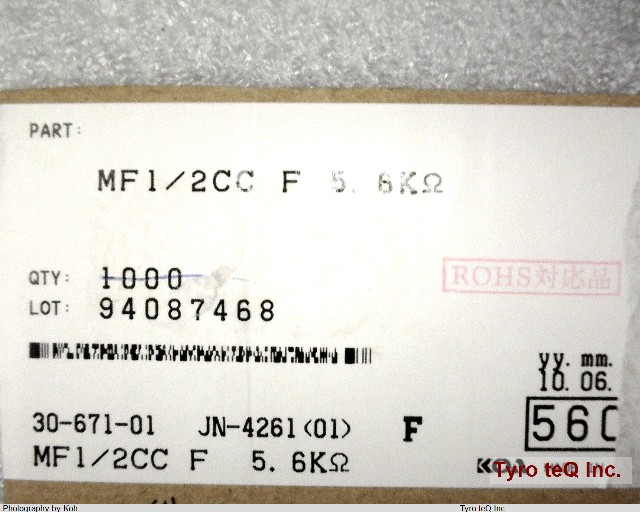 PART:
MF1/2CC F 5.6KΩ
QTY: 1000
ROHS対応品
LOT: 94087468
yy. mm.
10. 06.
30-671-01 JN-4261(01) F
560
MF1/2CC F 5.6KΩ
KOA
Tyro teQ Inc.
Photography by Koh
Tyro teQ Inc